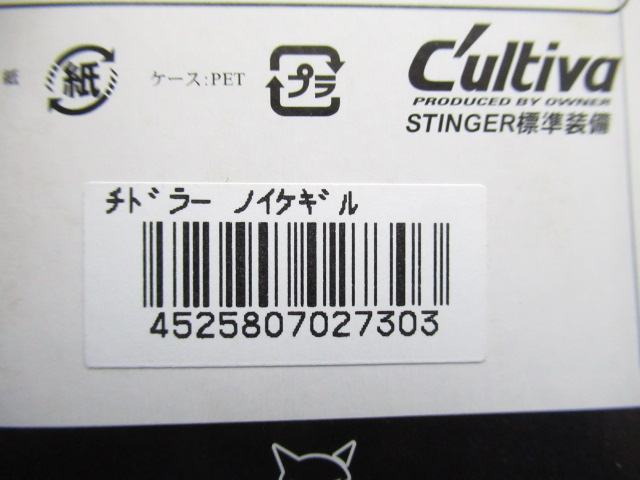 紙
紙
ケース:PET
プラ
C'ultiva
PRODUCED BY OWNER
STINGER標準装備
チドラー ノイケギル
4525807027303